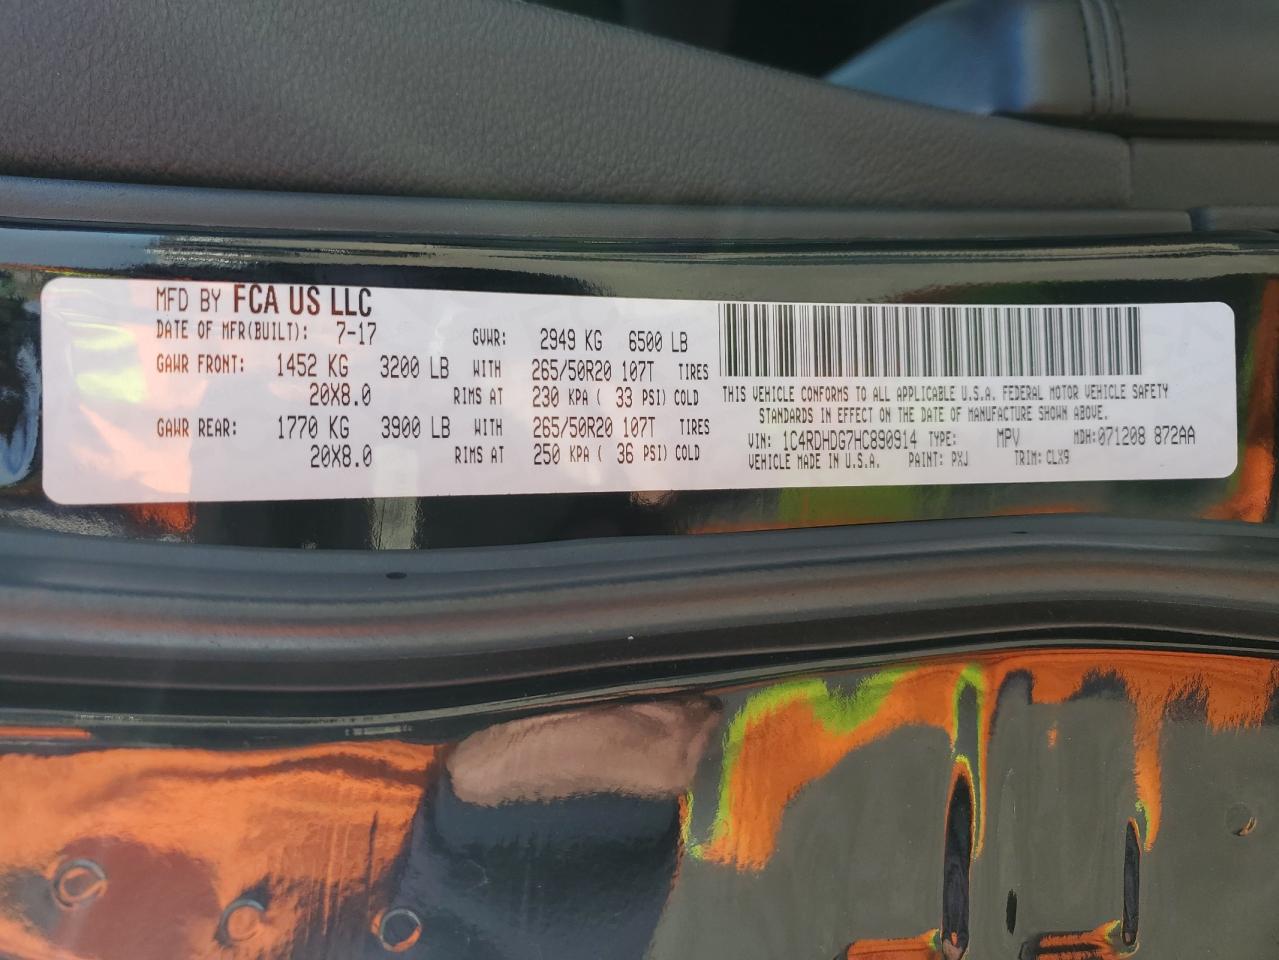 MFD BY FCA US LLC
DATE OF MFR(BUILT): 7-17 GVWR: 2949 KG 6500 LB
GAWR FRONT: 1452 KG 3200 LB WITH 265/50R20 107T TIRES
20X8.0 RIMS AT 230 KPA ( 33 PSI) COLD
GAWR REAR: 1770 KG 3900 LB WITH 265/50R20 107T TIRES
20X8.0 RIMS AT 250 KPA ( 36 PSI) COLD
THIS VEHICLE CONFORMS TO ALL APPLICABLE U.S.A. FEDERAL MOTOR VEHICLE SAFETY
STANDARDS IN EFFECT ON THE DATE OF MANUFACTURE SHOWN ABOVE.
VIN: 1C4RDHDG7HC890914 TYPE: MPV MDH:071208 872AA
VEHICLE MADE IN U.S.A. PAINT: PXJ TRIM: CLX9